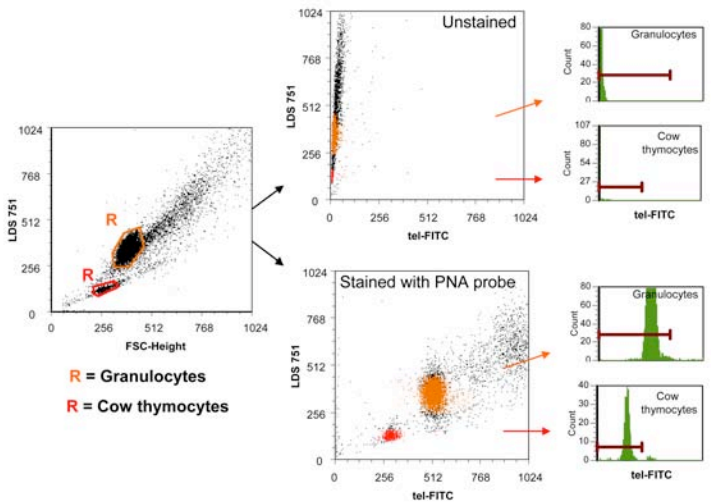 1024
768
512
256
0
LDS 751
R
R
0
256
512
768
1024
FSC-Height
R = Granulocytes
R = Cow thymocytes
Unstained
1024
768
512
256
0
LDS 751
0
256
512
768
1024
tel-FITC
Granulocytes
80
60
40
20
0
Count
Cow
thymocytes
107
80
54
27
0
Count
tel-FITC
Stained with PNA probe
1024
768
512
256
0
LDS 751
0
256
512
768
1024
tel-FITC
Granulocytes
80
60
40
20
0
Count
Cow
thymocytes
40
30
20
10
0
Count
tel-FITC